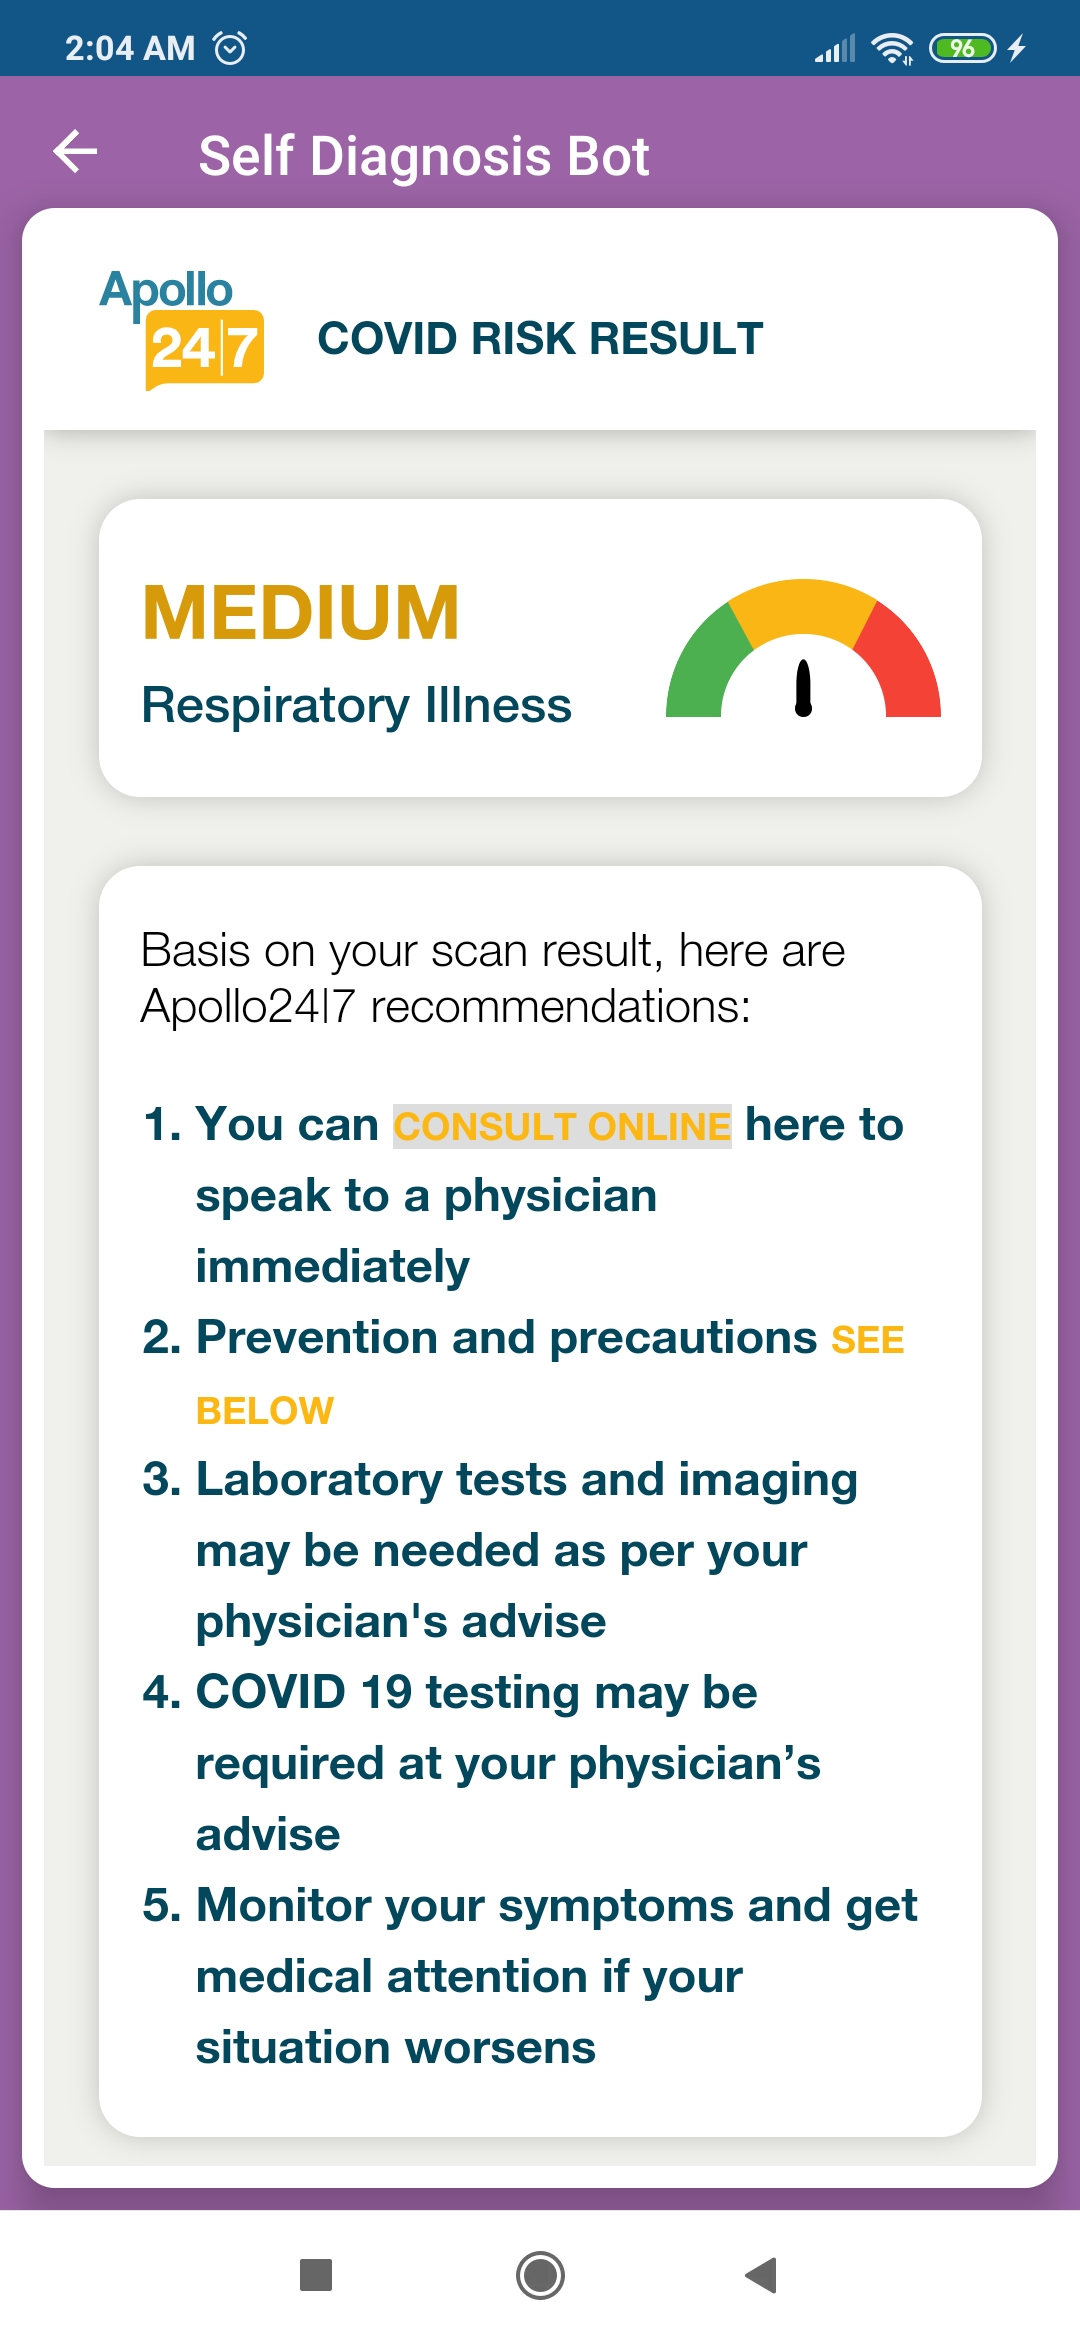 2:04 AM
96
Self Diagnosis Bot
Apollo
24|7
COVID RISK RESULT
MEDIUM
Respiratory Illness
Basis on your scan result, here are
Apollo24|7 recommendations:
1. You can CONSULT ONLINE here to
speak to a physician
immediately
2. Prevention and precautions SEE
BELOW
3. Laboratory tests and imaging
may be needed as per your
physician's advise
4. COVID 19 testing may be
required at your physician’s
advise
5. Monitor your symptoms and get
medical attention if your
situation worsens